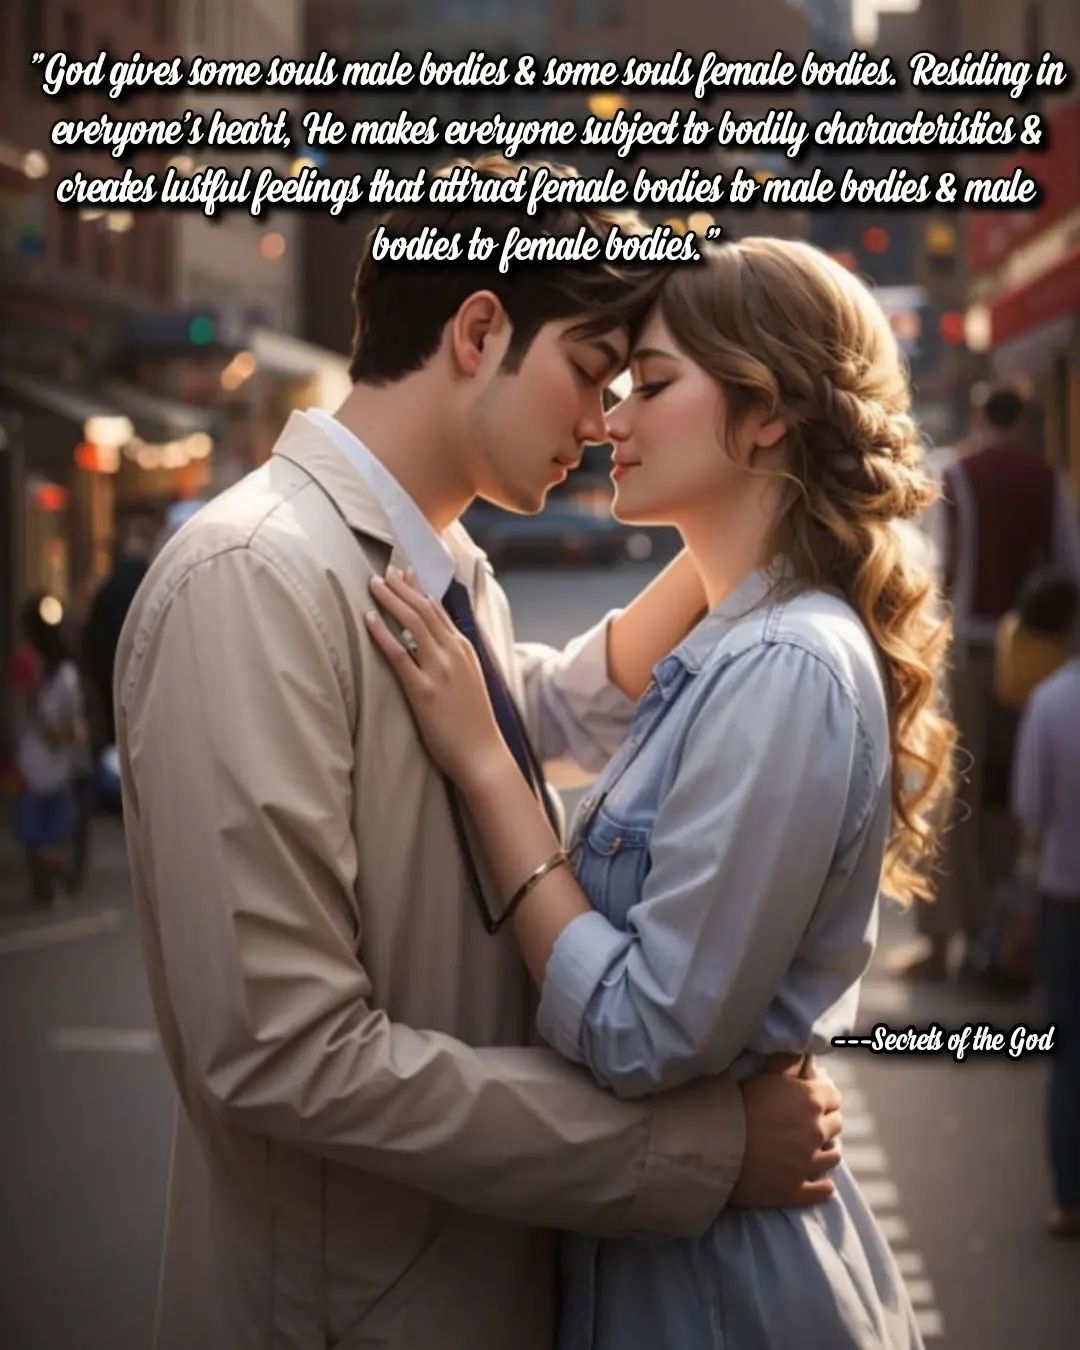 "God gives some souls male bodies & some souls female bodies. Residing in
everyone's heart, He makes everyone subject to bodily characteristics &
creates lustful feelings that attract female bodies to male bodies & male
bodies to female bodies."
---Secrets of the God